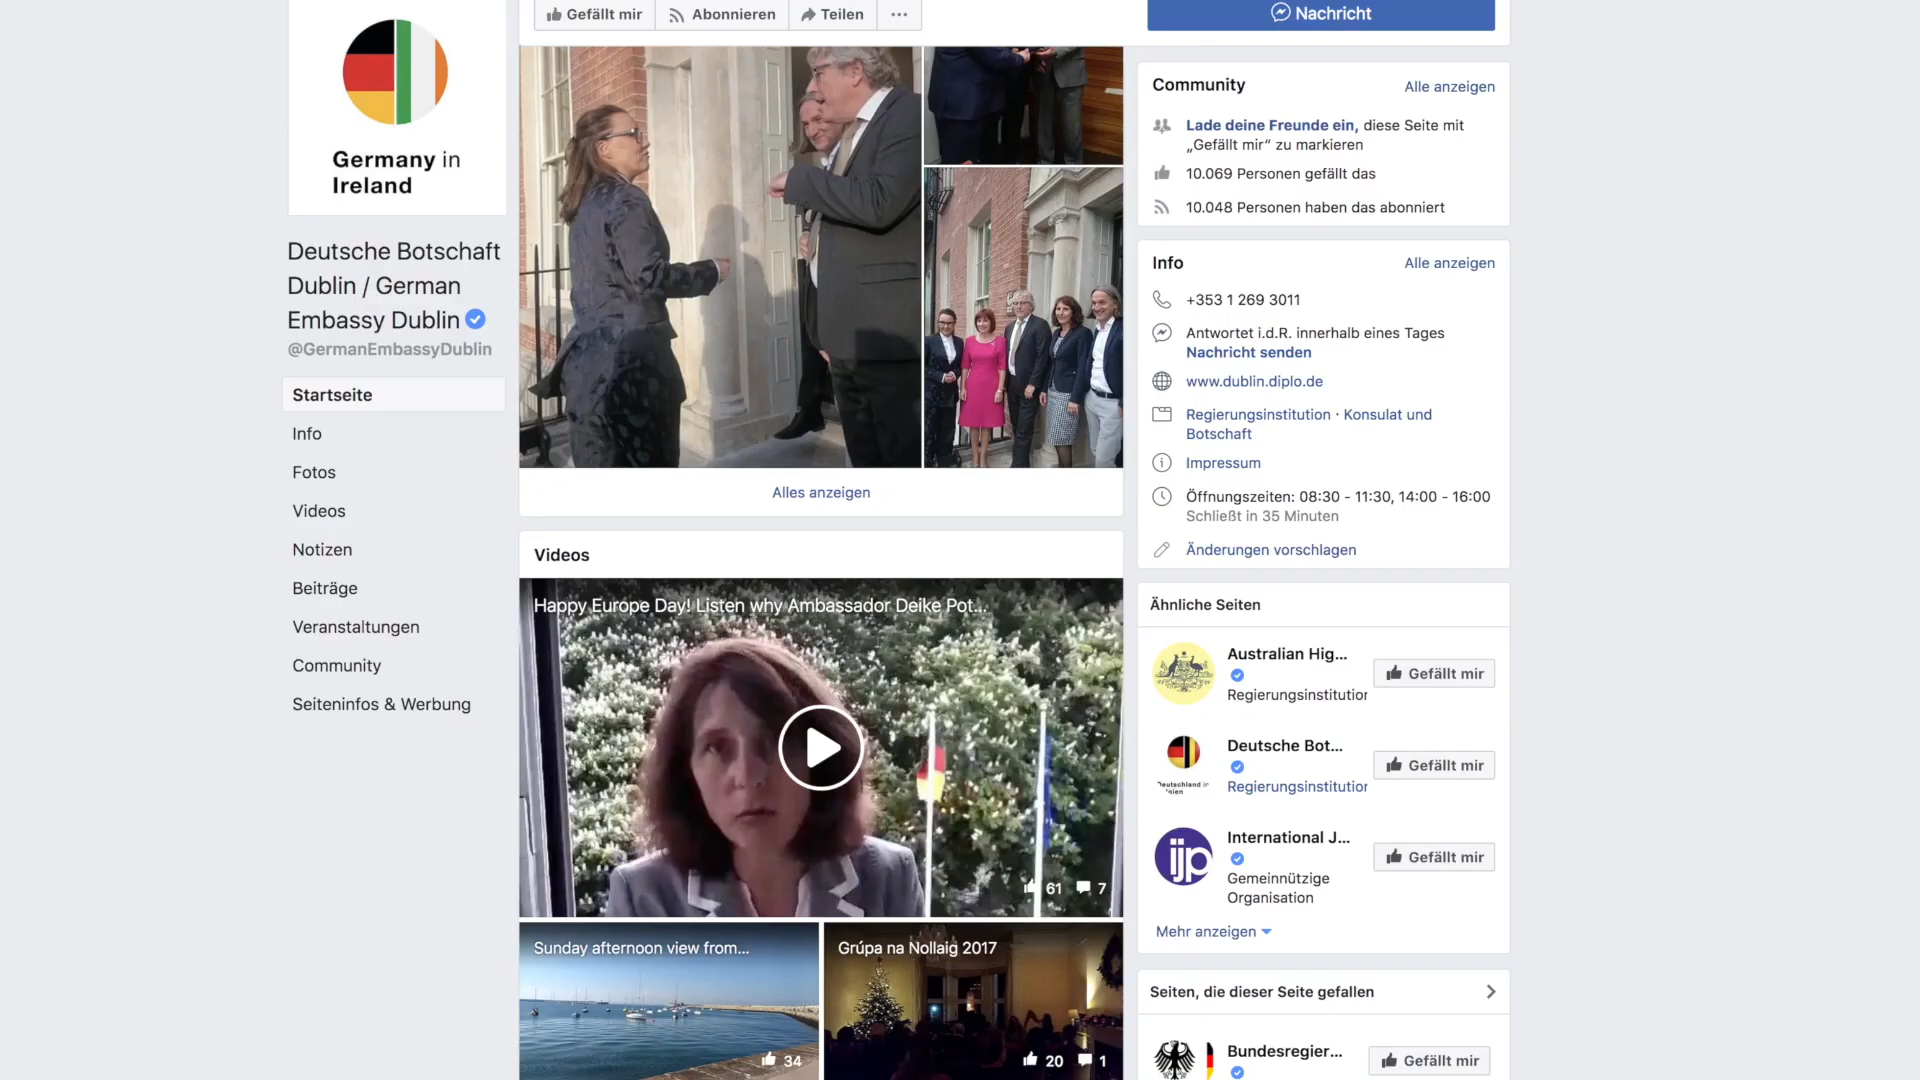 Gefällt mir
Abonnieren
Teilen
Nachricht
Germany in
Ireland
Deutsche Botschaft
Dublin / German
Embassy Dublin
@GermanEmbassyDublin
Startseite
Info
Fotos
Videos
Notizen
Beiträge
Veranstaltungen
Community
Seiteninfos & Werbung
Alles anzeigen
Videos
Happy Europe Day! Listen why Ambassador Deike Pot...
61
7
Sunday afternoon view from...
34
Grúpa na Nollaig 2017
20
1
Community
Alle anzeigen
Lade deine Freunde ein, diese Seite mit
„Gefällt mir“ zu markieren
10.069 Personen gefällt das
10.048 Personen haben das abonniert
Info
Alle anzeigen
+353 1 269 3011
Antwortet i.d.R. innerhalb eines Tages
Nachricht senden
www.dublin.diplo.de
Regierungsinstitution · Konsulat und
Botschaft
Impressum
Öffnungszeiten: 08:30 - 11:30, 14:00 - 16:00
Schließt in 35 Minuten
Änderungen vorschlagen
Ähnliche Seiten
Australian Hig...
Regierungsinstitution
Gefällt mir
Deutschland in
Deutsche Bot...
Regierungsinstitution
Gefällt mir
ijp
International J...
Gemeinnützige
Organisation
Gefällt mir
Mehr anzeigen
Seiten, die dieser Seite gefallen
Bundesregier...
Gefällt mir